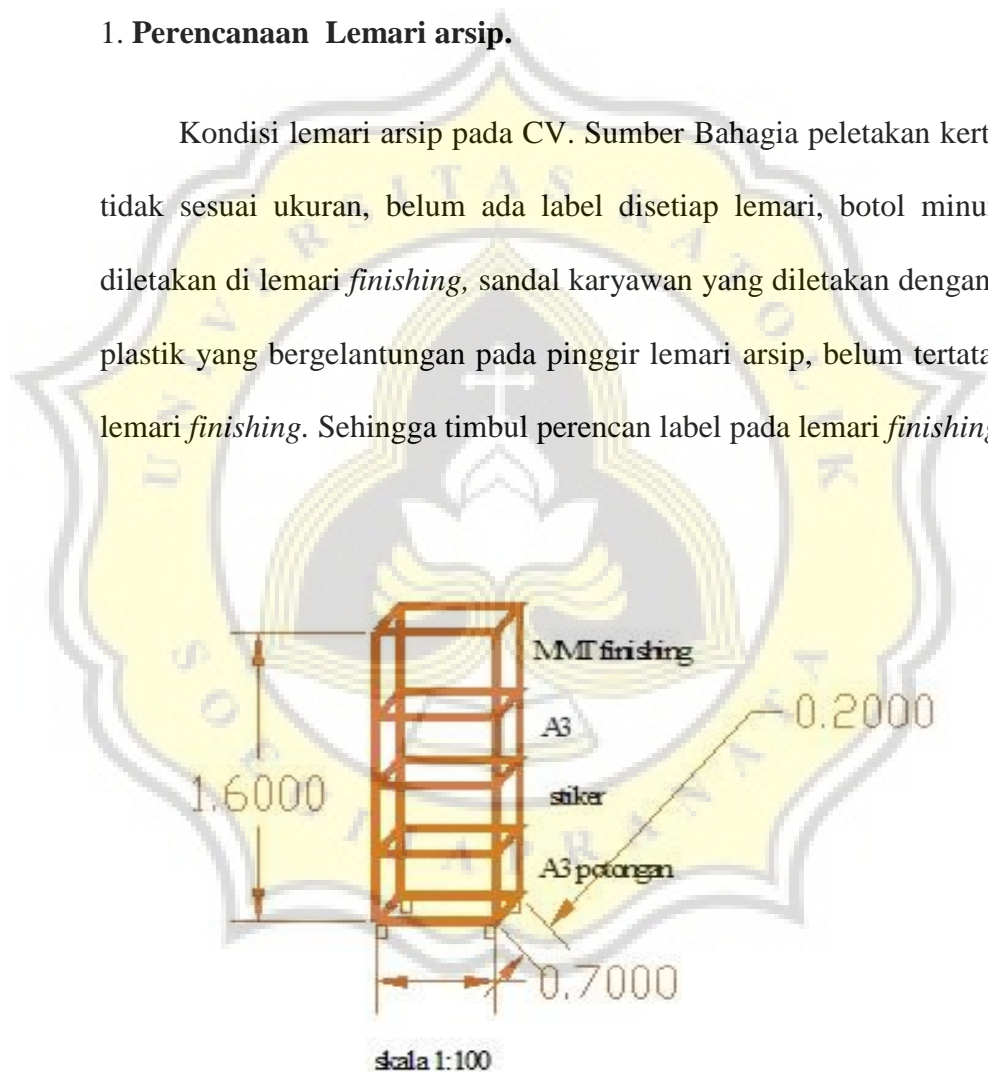 1. Perencanaan Lemari arsip.
Kondisi lemari arsip pada CV. Sumber Bahagia peletakan kert
tidak sesuai ukuran, belum ada label disetiap lemari, botol minu
diletakan di lemari finishing, sandal karyawan yang diletakan dengan
plastik yang bergelantungan pada pinggir lemari arsip, belum tertata
lemari finishing. Sehingga timbul perencan label pada lemari finishing
UNIVERSITAS KATOLIK
SOEGIJAPRANATA
MMT finishing
A3
0.2000
1.6000
stiker
A3 potongan
0.7000
skala 1:100